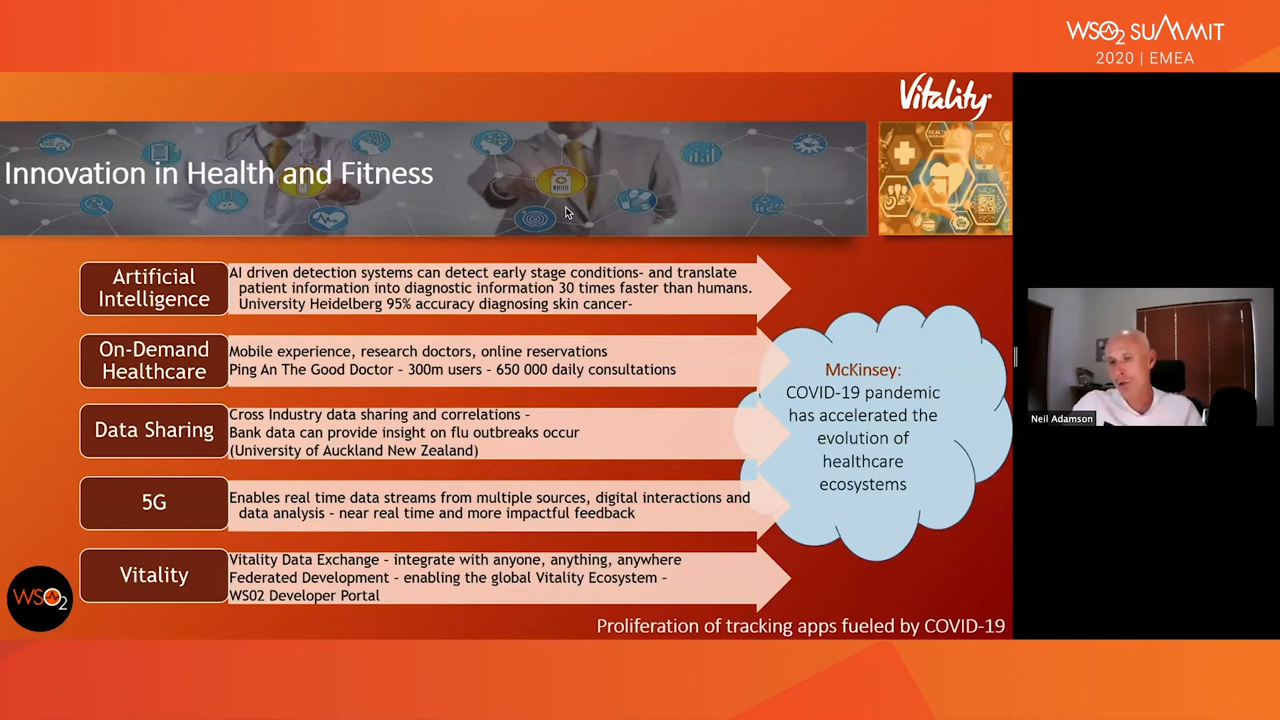 WSO2 SUMMIT
2020 | EMEA
Vitality
Innovation in Health and Fitness
HEALTH
Artificial
Intelligence
AI driven detection systems can detect early stage conditions- and translate
patient information into diagnostic information 30 times faster than humans.
University Heidelberg 95% accuracy diagnosing skin cancer-
On-Demand
Healthcare
Mobile experience, research doctors, online reservations
Ping An The Good Doctor - 300m users - 650 000 daily consultations
Data Sharing
Cross Industry data sharing and correlations -
Bank data can provide insight on flu outbreaks occur
(University of Auckland New Zealand)
5G
Enables real time data streams from multiple sources, digital interactions and
data analysis - near real time and more impactful feedback
Vitality
Vitality Data Exchange - integrate with anyone, anything, anywhere
Federated Development - enabling the global Vitality Ecosystem -
WS02 Developer Portal
McKinsey:
COVID-19 pandemic
has accelerated the
evolution of
healthcare
ecosystems
Neil Adamson
WSO2
Proliferation of tracking apps fueled by COVID-19